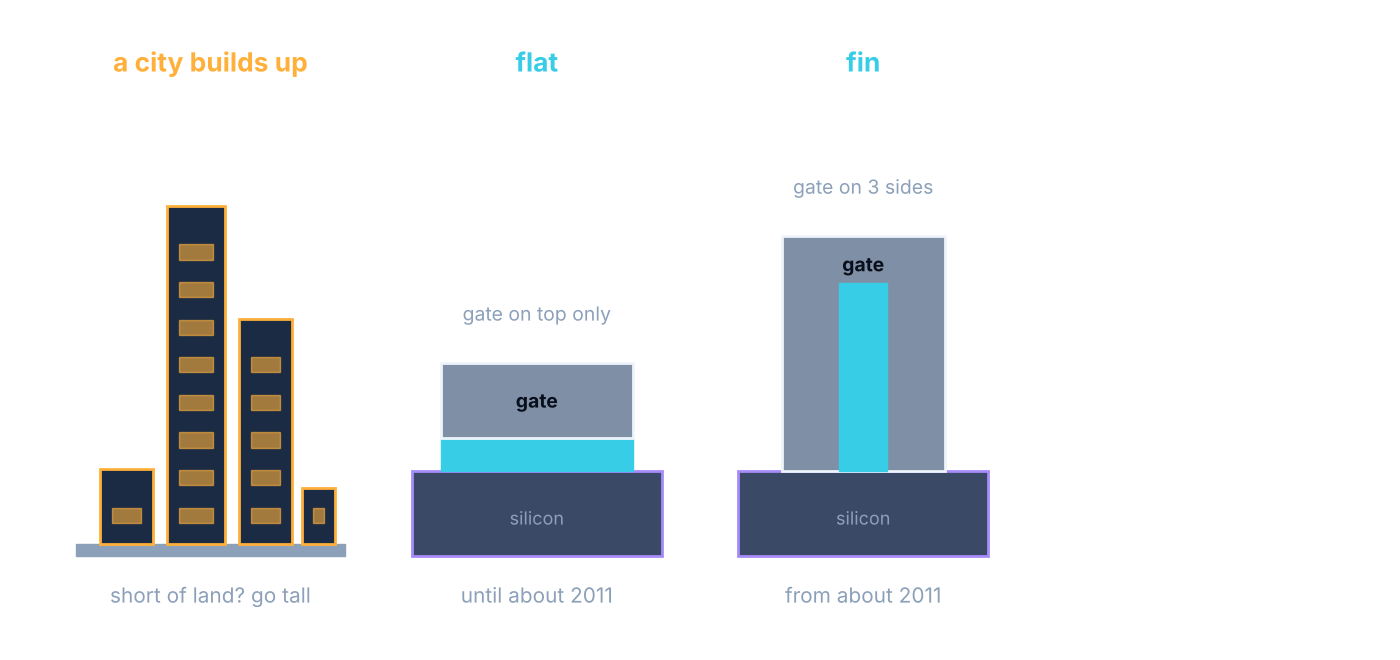 a city builds up
flat
fin
gate on 3 sides
gate
gate on top only
gate
silicon
silicon
short of land? go tall
until about 2011
from about 2011